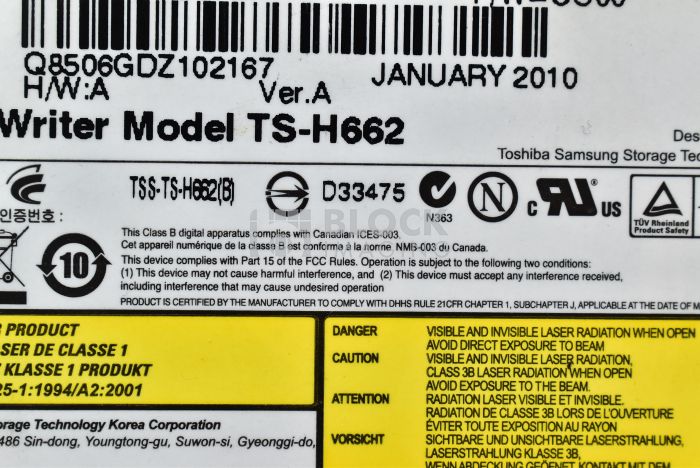 Q8506GDZ102167
JANUARY 2010
H/W:A
Ver.A
Writer Model TS-H662
Des
Toshiba Samsung Storage Tec
인증번호 :
TSS-TS-H662(B)
D33475
N363
N
c RU US
TÜV Rheinland
Product Safety
10
BLOCK
This Class B digital apparatus complies with Canadian ICES-003.
Cet appareil numérique de la classe B est conforme à la norme NMB-003 du Canada.
This device complies with Part 15 of the FCC Rules. Operation is subject to the following two conditions:
(1) This device may not cause harmful interference, and (2) This device must accept any interference received,
including interference that may cause undesired operation
PRODUCT IS CERTIFIED BY THE MANUFACTURER TO COMPLY WITH DHHS RULE 21CFR CHAPTER 1, SUBCHAPTER J, APPLICABLE AT THE DATE OF M
R PRODUCT
ASER DE CLASSE 1
KLASSE 1 PRODUKT
25-1:1994/A2:2001
orage Technology Korea Corporation
486 Sin-dong, Youngtong-gu, Suwon-si, Gyeonggi-do,
DANGER VISIBLE AND INVISIBLE LASER RADIATION WHEN OPEN
AVOID DIRECT EXPOSURE TO BEAM
CAUTION VISIBLE AND INVISIBLE LASER RADIATION,
CLASS 3B LASER RADIATION WHEN OPEN
AVOID EXPOSURE TO THE BEAM.
ATTENTION RADIATION LASER VISIBLE ET INVISIBLE.
RADIATION DE CLASSE 3B LORS DE L'OUVERTURE
ÉVITER TOUTE EXPOSITION AU RAYON
VORSICHT SICHTBARE UND UNSICHTBARE LASERSTRAHLUNG,
LASERSTRAHLUNG KLASSE 3B,
WENN ABDECKUNG GEÖFFNET, KONTAKT MIT DEM